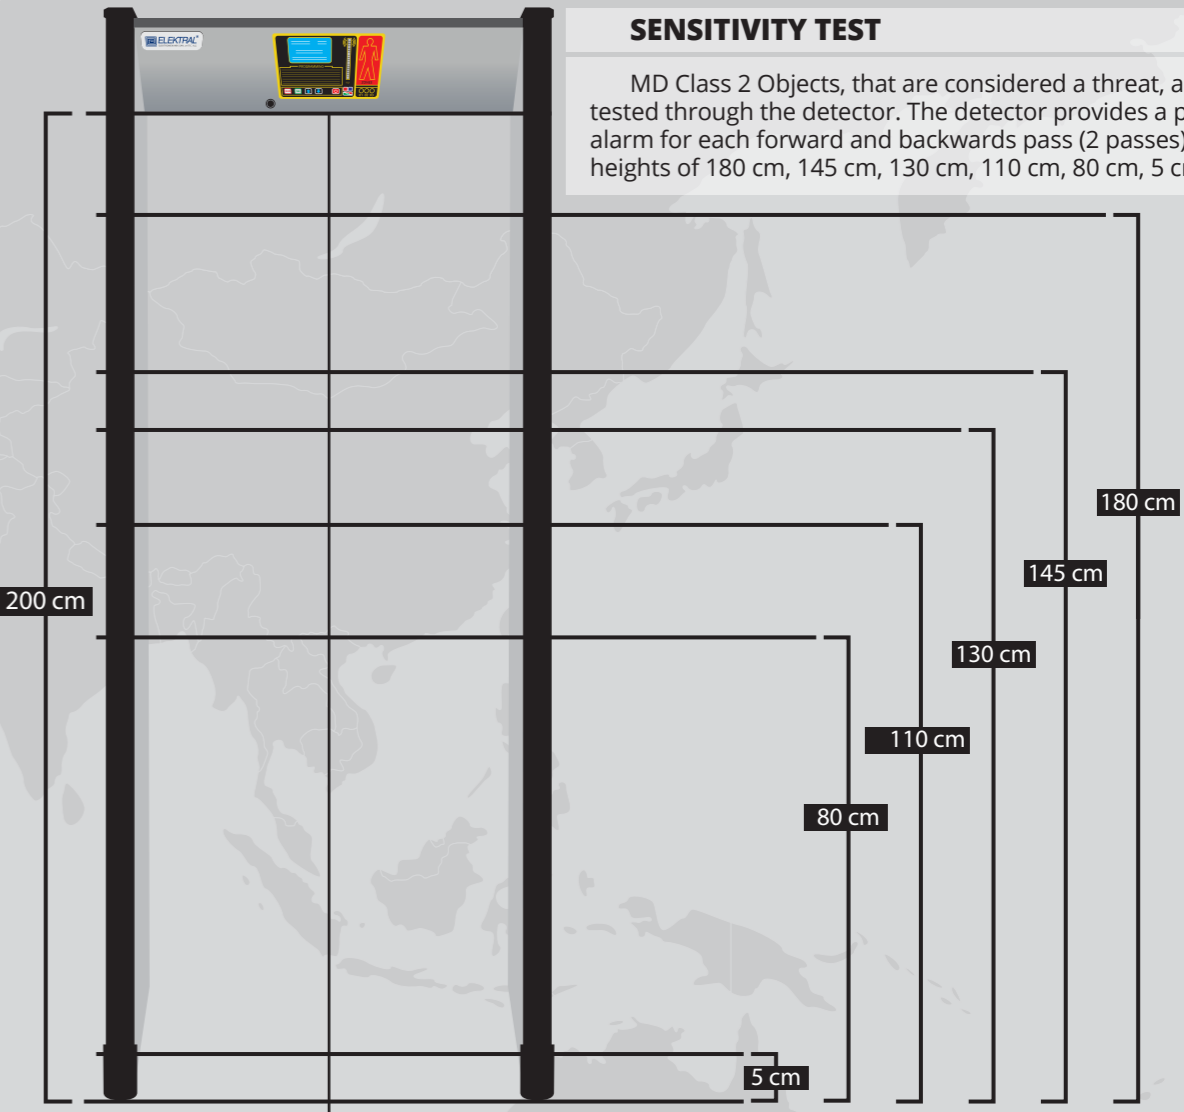 ELEKTRAL
SENSITIVITY TEST
MD Class 2 Objects, that are considered a threat, a
tested through the detector. The detector provides a p
alarm for each forward and backwards pass (2 passes)
heights of 180 cm, 145 cm, 130 cm, 110 cm, 80 cm, 5 c
180 cm
145 cm
200 cm
130 cm
110 cm
80 cm
5 cm